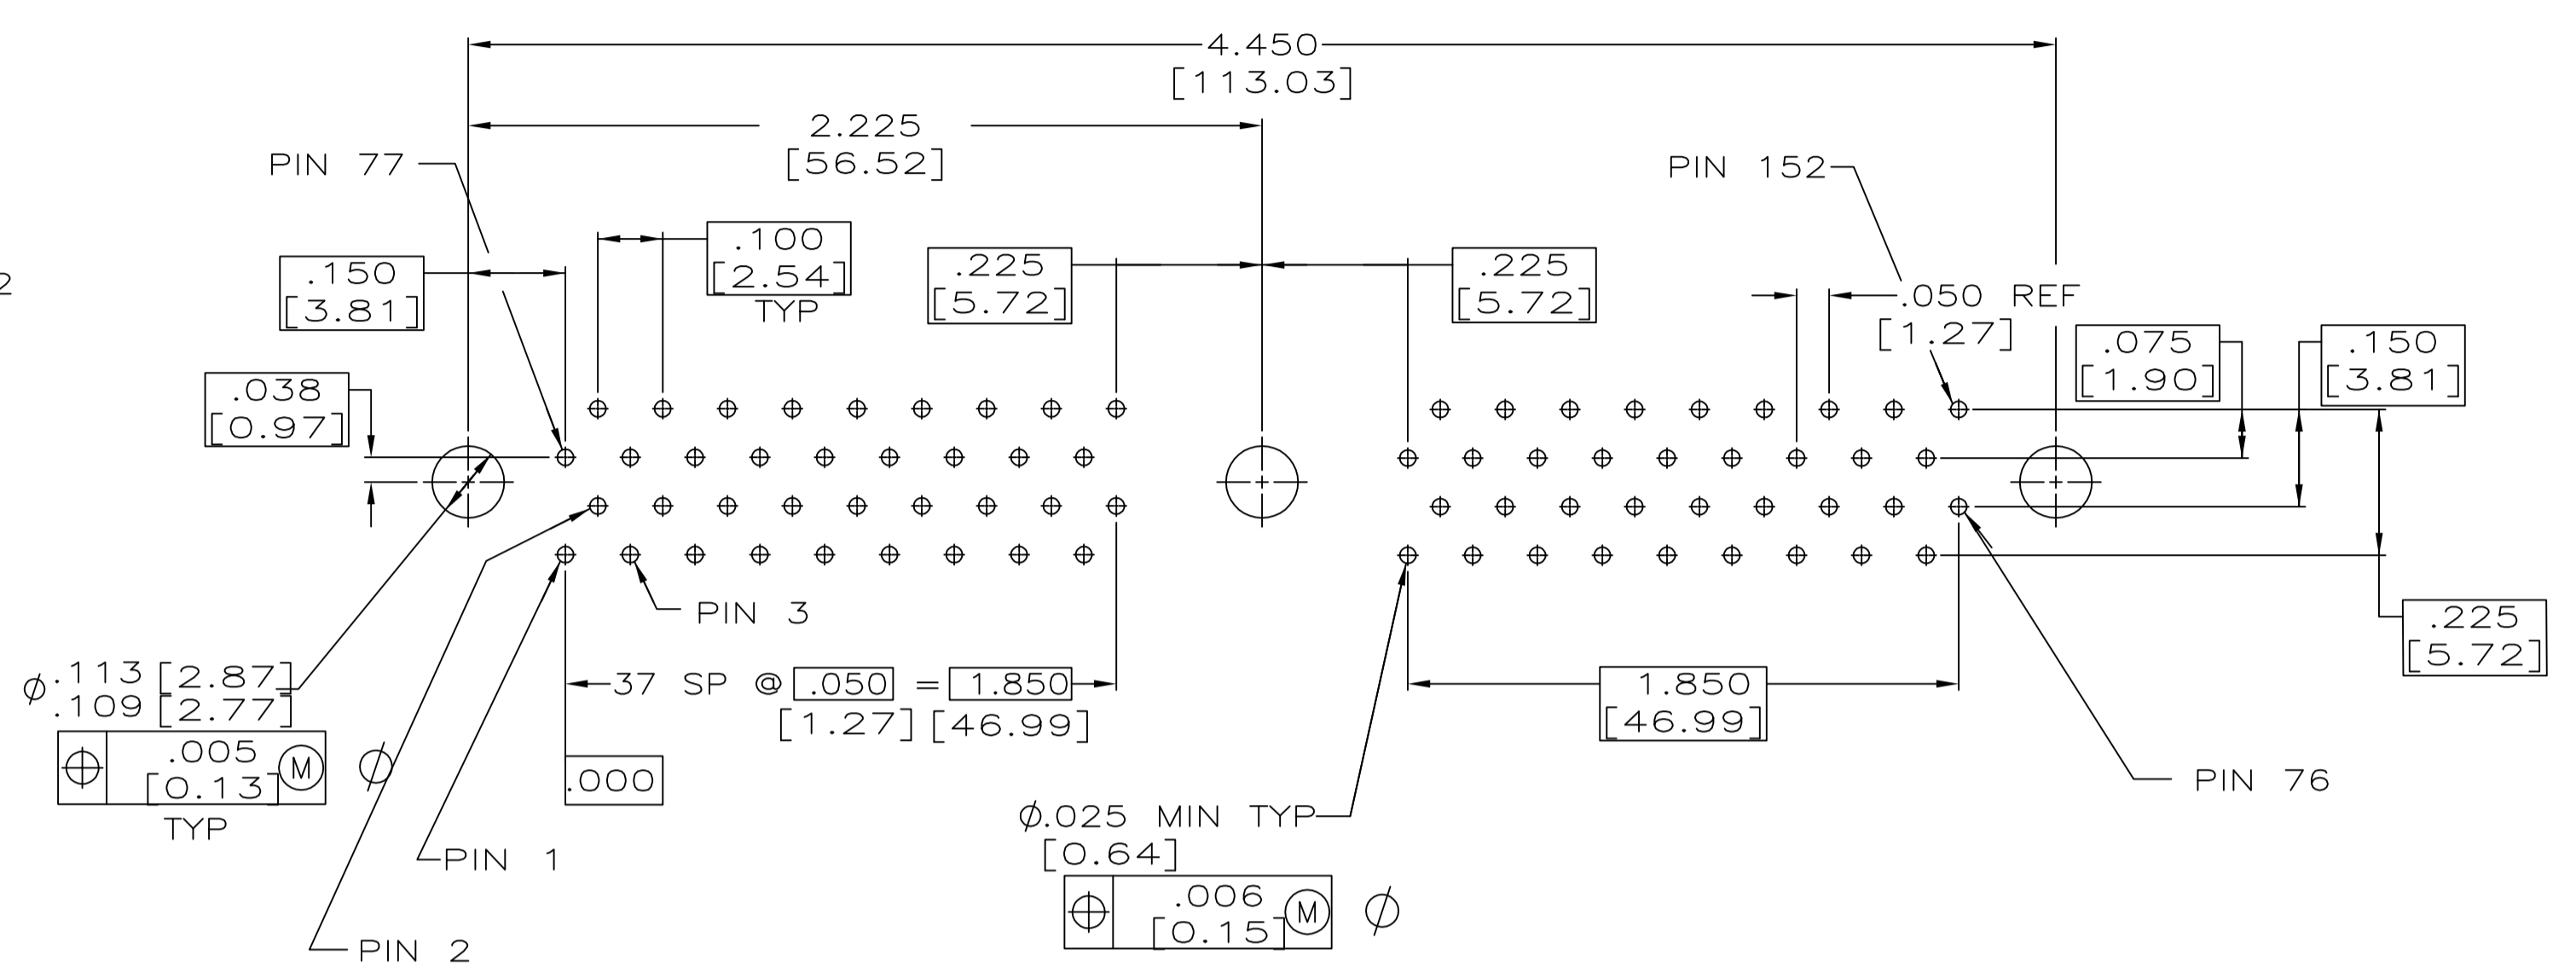 4.450
[113.03]
2.225
[56.52]
PIN 77
PIN 152
.100
[2.54]
TYP
.225
[5.72]
.225
[5.72]
.150
[3.81]
2
.050 REF
[1.27]
.075
[1.90]
.150
[3.81]
.038
[0.97]
PIN 3
.225
[5.72]
⌀.113 [2.87]
.109 [2.77]
37 SP @ .050 = 1.850
[1.27] [46.99]
1.850
[46.99]
⌖ .005 Ⓜ ⌀
[0.13]
TYP
.000
PIN 76
⌀.025 MIN TYP
[0.64]
PIN 1
⌖ .006 Ⓜ ⌀
[0.15]
PIN 2